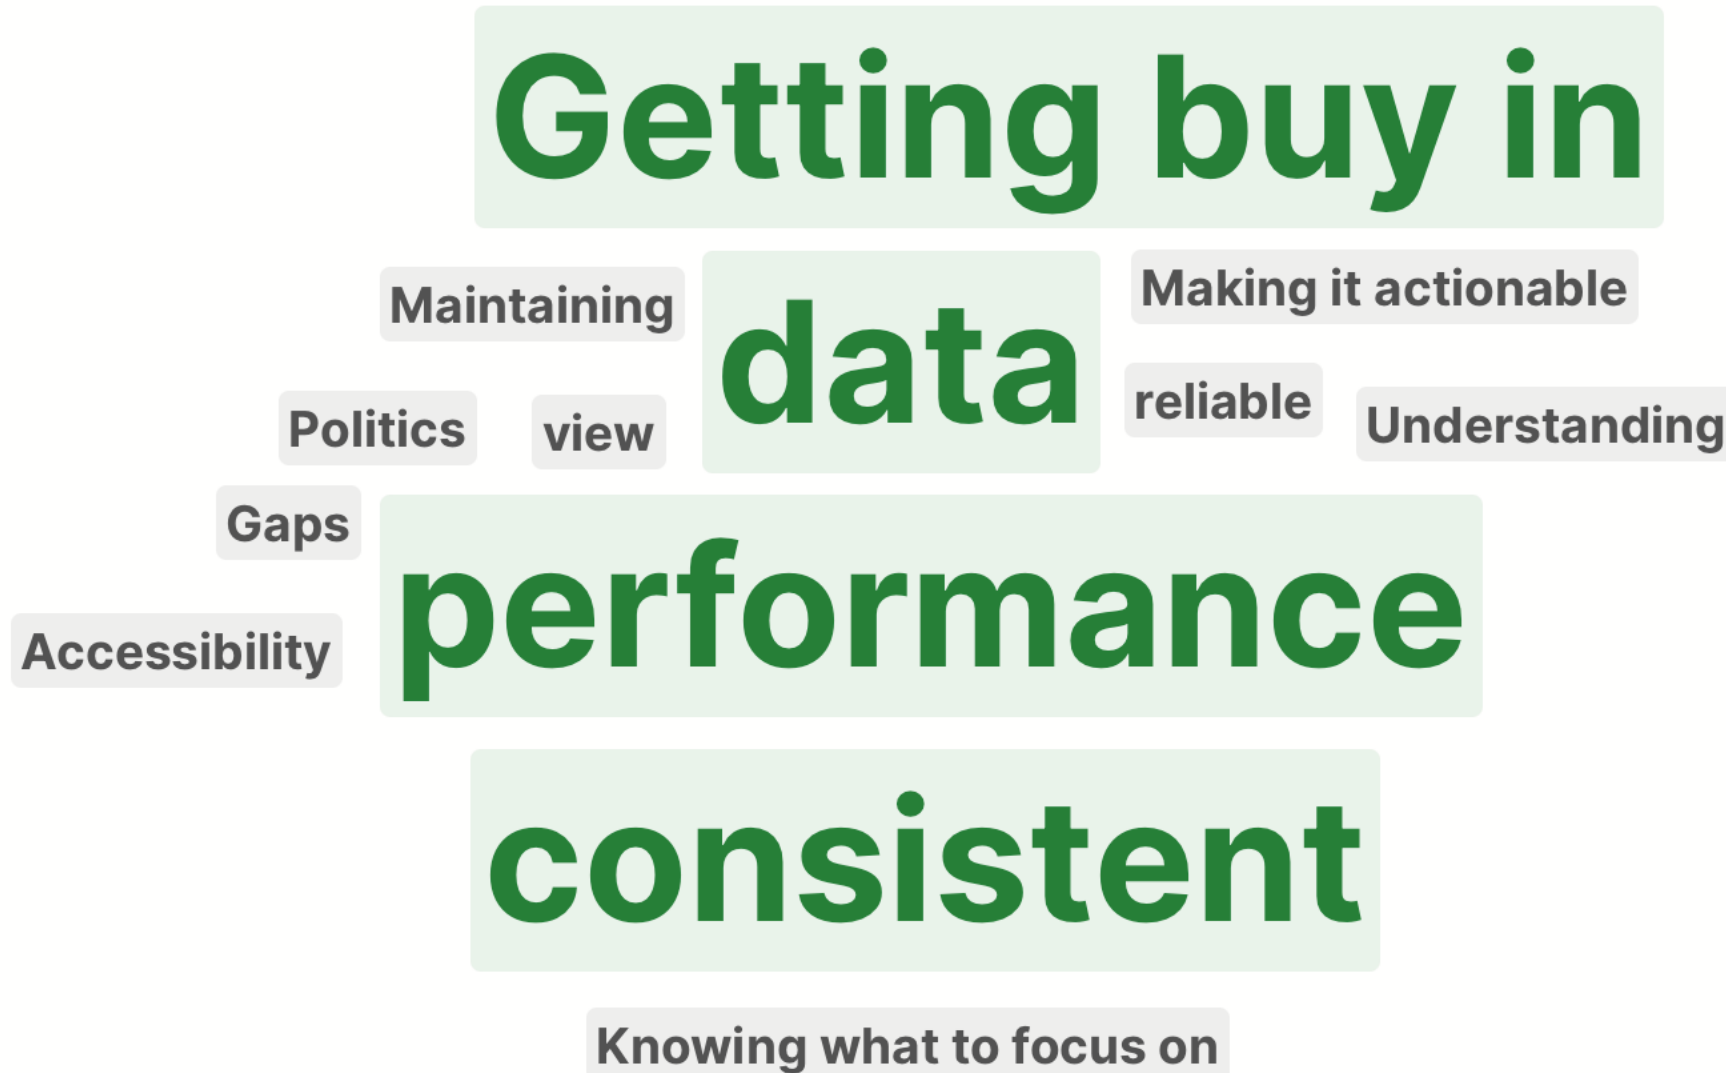 Getting buy in
Maintaining
data
Making it actionable
Politics
view
reliable
Understanding
Gaps
performance
Accessibility
consistent
Knowing what to focus on